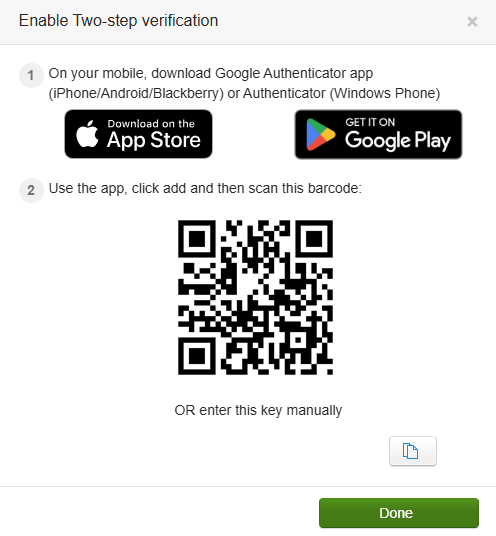 Enable Two-step verification
×
1 On your mobile, download Google Authenticator app
(iPhone/Android/Blackberry) or Authenticator (Windows Phone)
Download on the
App Store
GET IT ON
Google Play
2 Use the app, click add and then scan this barcode:
OR enter this key manually
Done